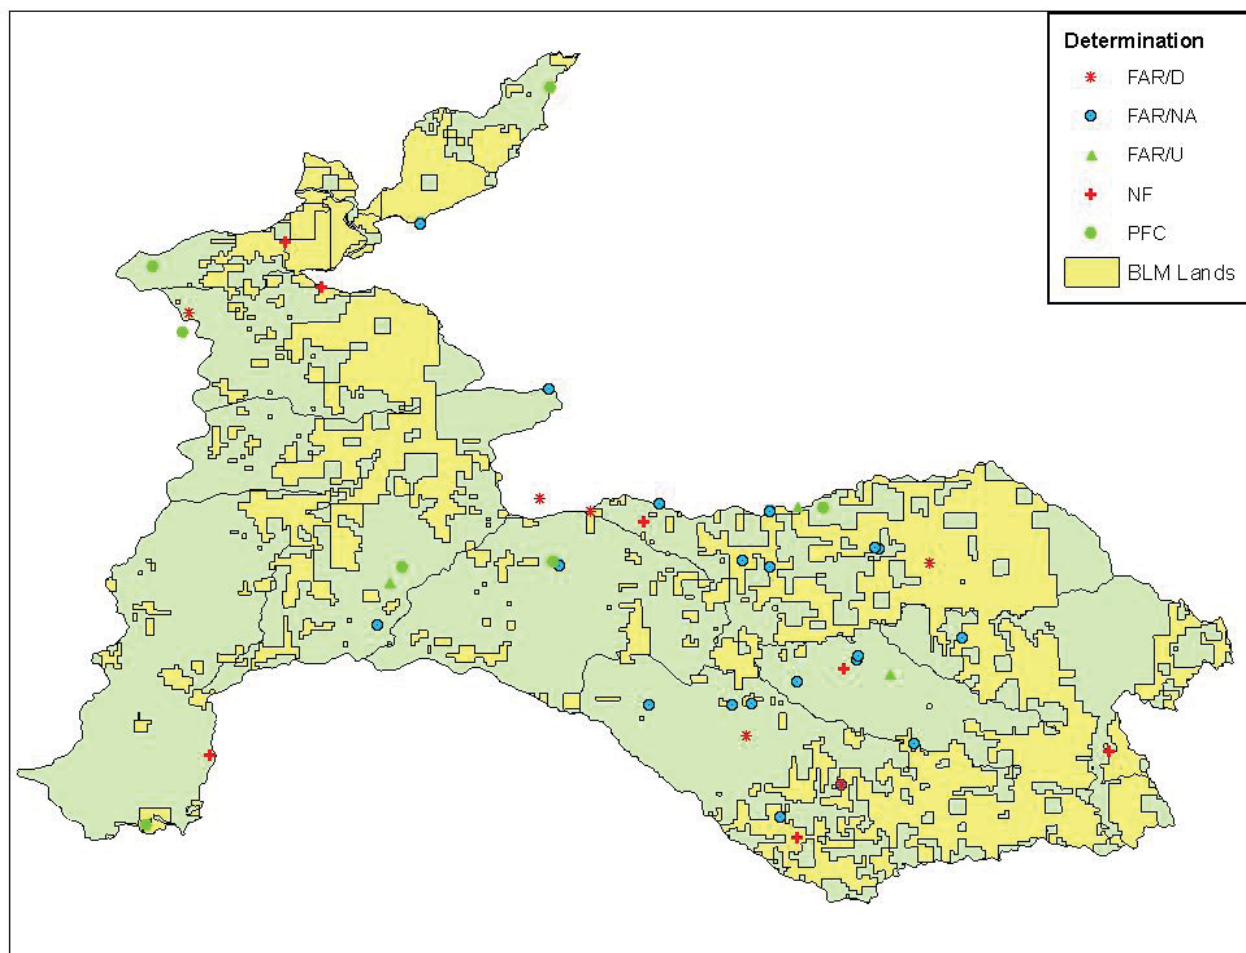 Determination
FAR/D
FAR/NA
FAR/U
NF
PFC
BLM Lands